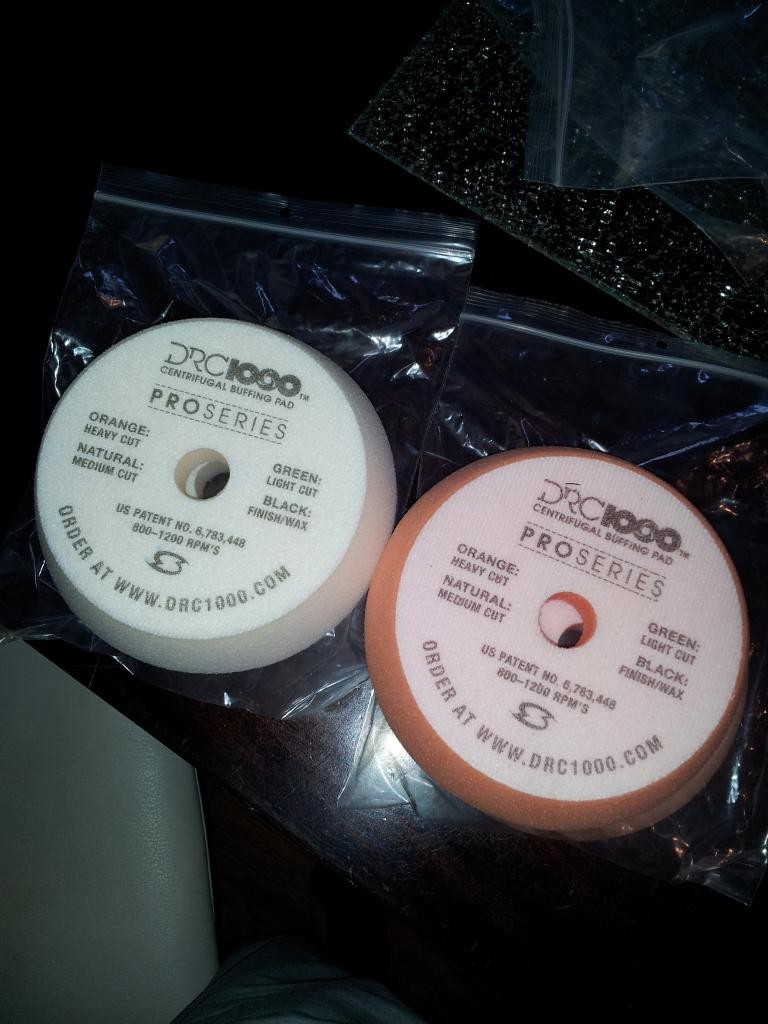 DRC1000™
CENTRIFUGAL BUFFING PAD
PROSERIES
ORANGE:
HEAVY CUT
NATURAL:
MEDIUM CUT
GREEN:
LIGHT CUT
BLACK:
FINISH/WAX
US PATENT NO. 6,783,448
800-1200 RPM'S
ORDER AT WWW.DRC1000.COM
DRC1000™
CENTRIFUGAL BUFFING PAD
PROSERIES
ORANGE:
HEAVY CUT
NATURAL:
MEDIUM CUT
GREEN:
LIGHT CUT
BLACK:
FINISH/WAX
US PATENT NO. 6,783,448
800-1200 RPM'S
ORDER AT WWW.DRC1000.COM